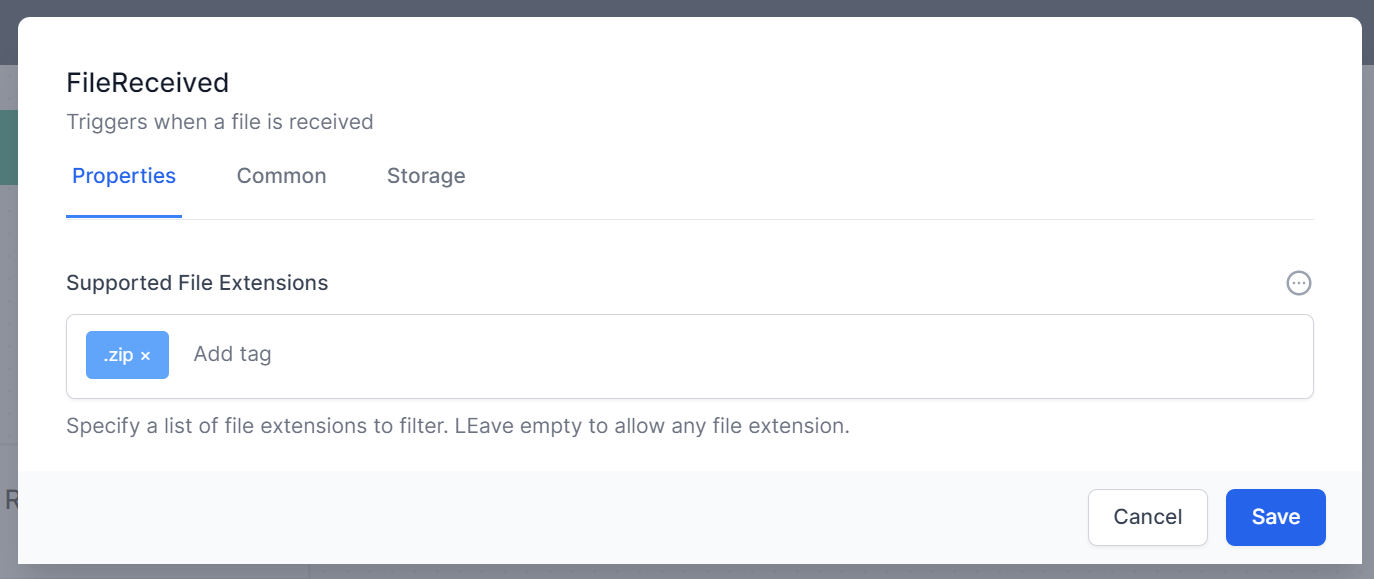 FileReceived
Triggers when a file is received
Properties Common Storage
Supported File Extensions
.zip × Add tag
Specify a list of file extensions to filter. LEave empty to allow any file extension.
R
Cancel Save